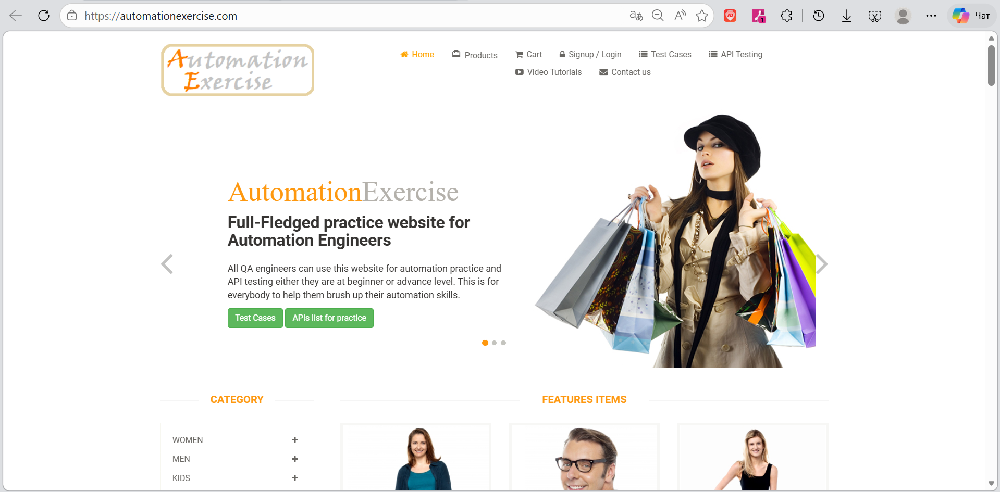 https://automationexercise.com
1
Чат
Automation
Exercise
Home Products Cart Signup / Login Test Cases API Testing
Video Tutorials Contact us
AutomationExercise
Full-Fledged practice website for
Automation Engineers
All QA engineers can use this website for automation practice and
API testing either they are at beginner or advance level. This is for
everybody to help them brush up their automation skills.
Test Cases APIs list for practice
CATEGORY
WOMEN
MEN
KIDS
FEATURES ITEMS